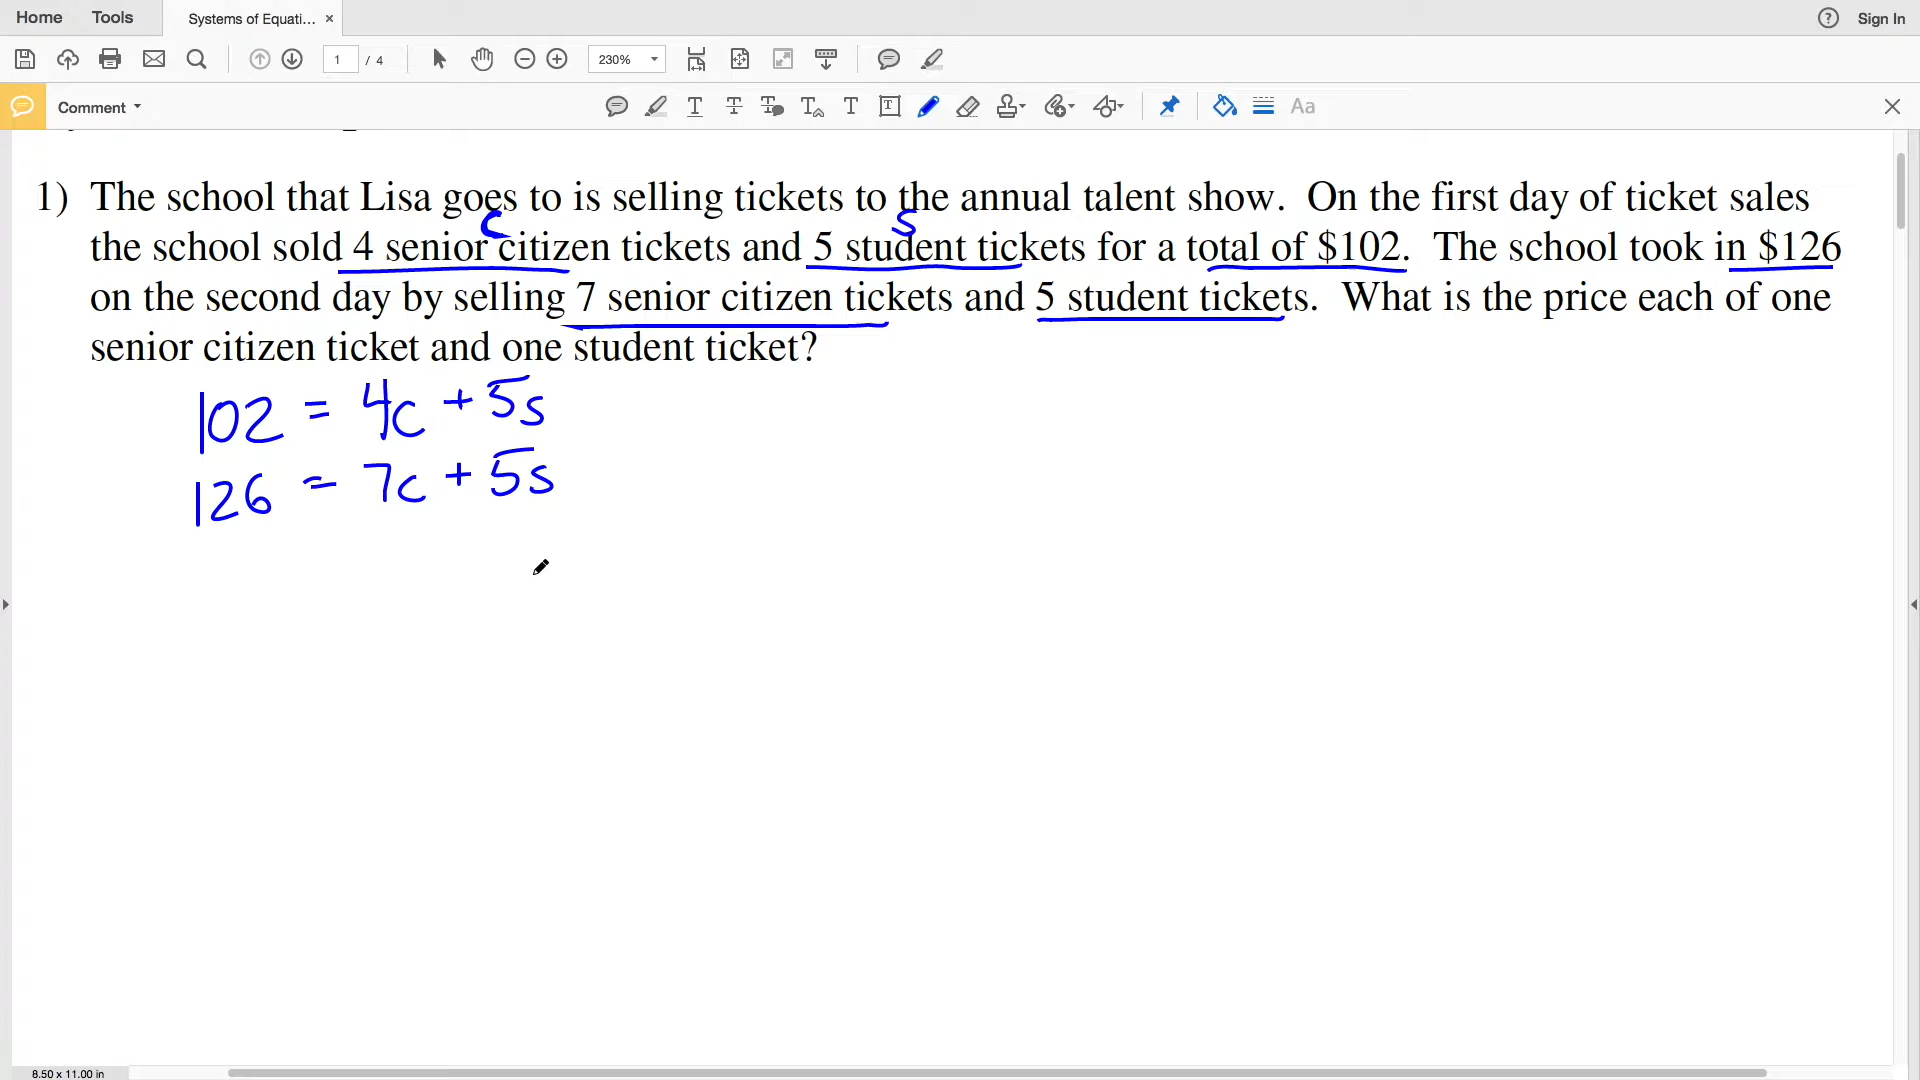 Home Tools Systems of Equati... × ? Sign In
1 / 4 230%
Comment T T T T T T Aa
1) The school that Lisa goes to is selling tickets to the annual talent show. On the first day of ticket sales
c s
the school sold 4 senior citizen tickets and 5 student tickets for a total of $102. The school took in $126
on the second day by selling 7 senior citizen tickets and 5 student tickets. What is the price each of one
senior citizen ticket and one student ticket?
102 = 4c + 5s
126 = 7c + 5s
8.50 x 11.00 in